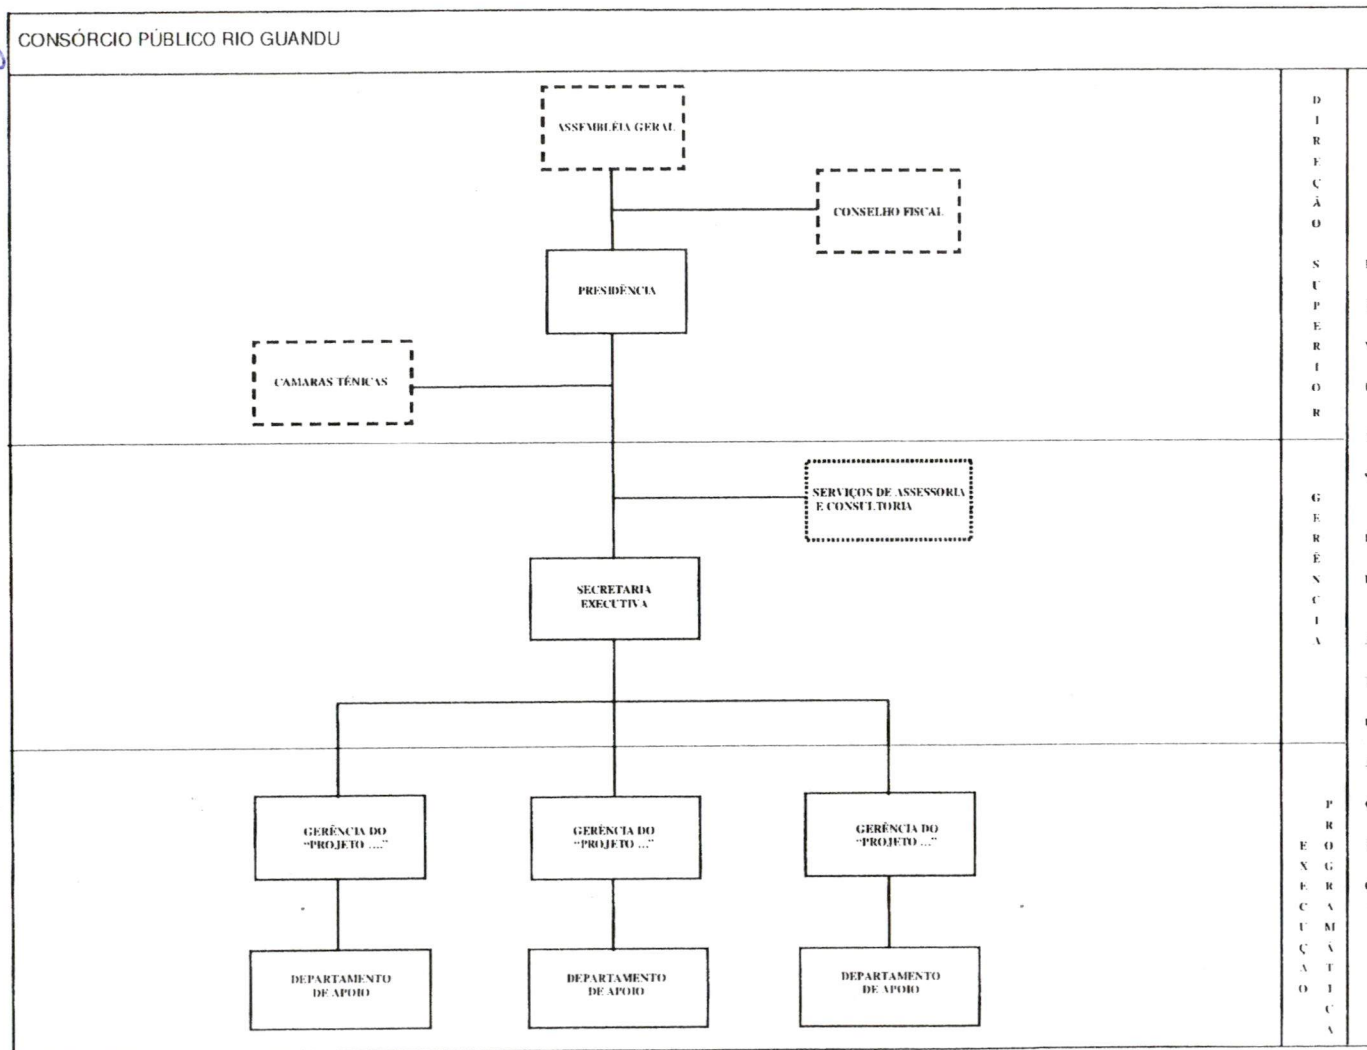 CONSÓRCIO PÚBLICO RIO GUANDU
ASSEMBLÉIA GERAL
CONSELHO FISCAL
PRESIDÊNCIA
CAMARAS TÉNICAS
SERVIÇOS DE ASSESSORIA
E CONSULTORIA
SECRETARIA
EXECUTIVA
GERÊNCIA DO
“PROJETO ....”
GERÊNCIA DO
“PROJETO ...”
GERÊNCIA DO
“PROJETO ...”
DEPARTAMENTO
DE APOIO
DEPARTAMENTO
DE APOIO
DEPARTAMENTO
DE APOIO
DIREÇÃO SUPERIOR
GERÊNCIA
EXECUÇAO
PROGRAMÁTICA